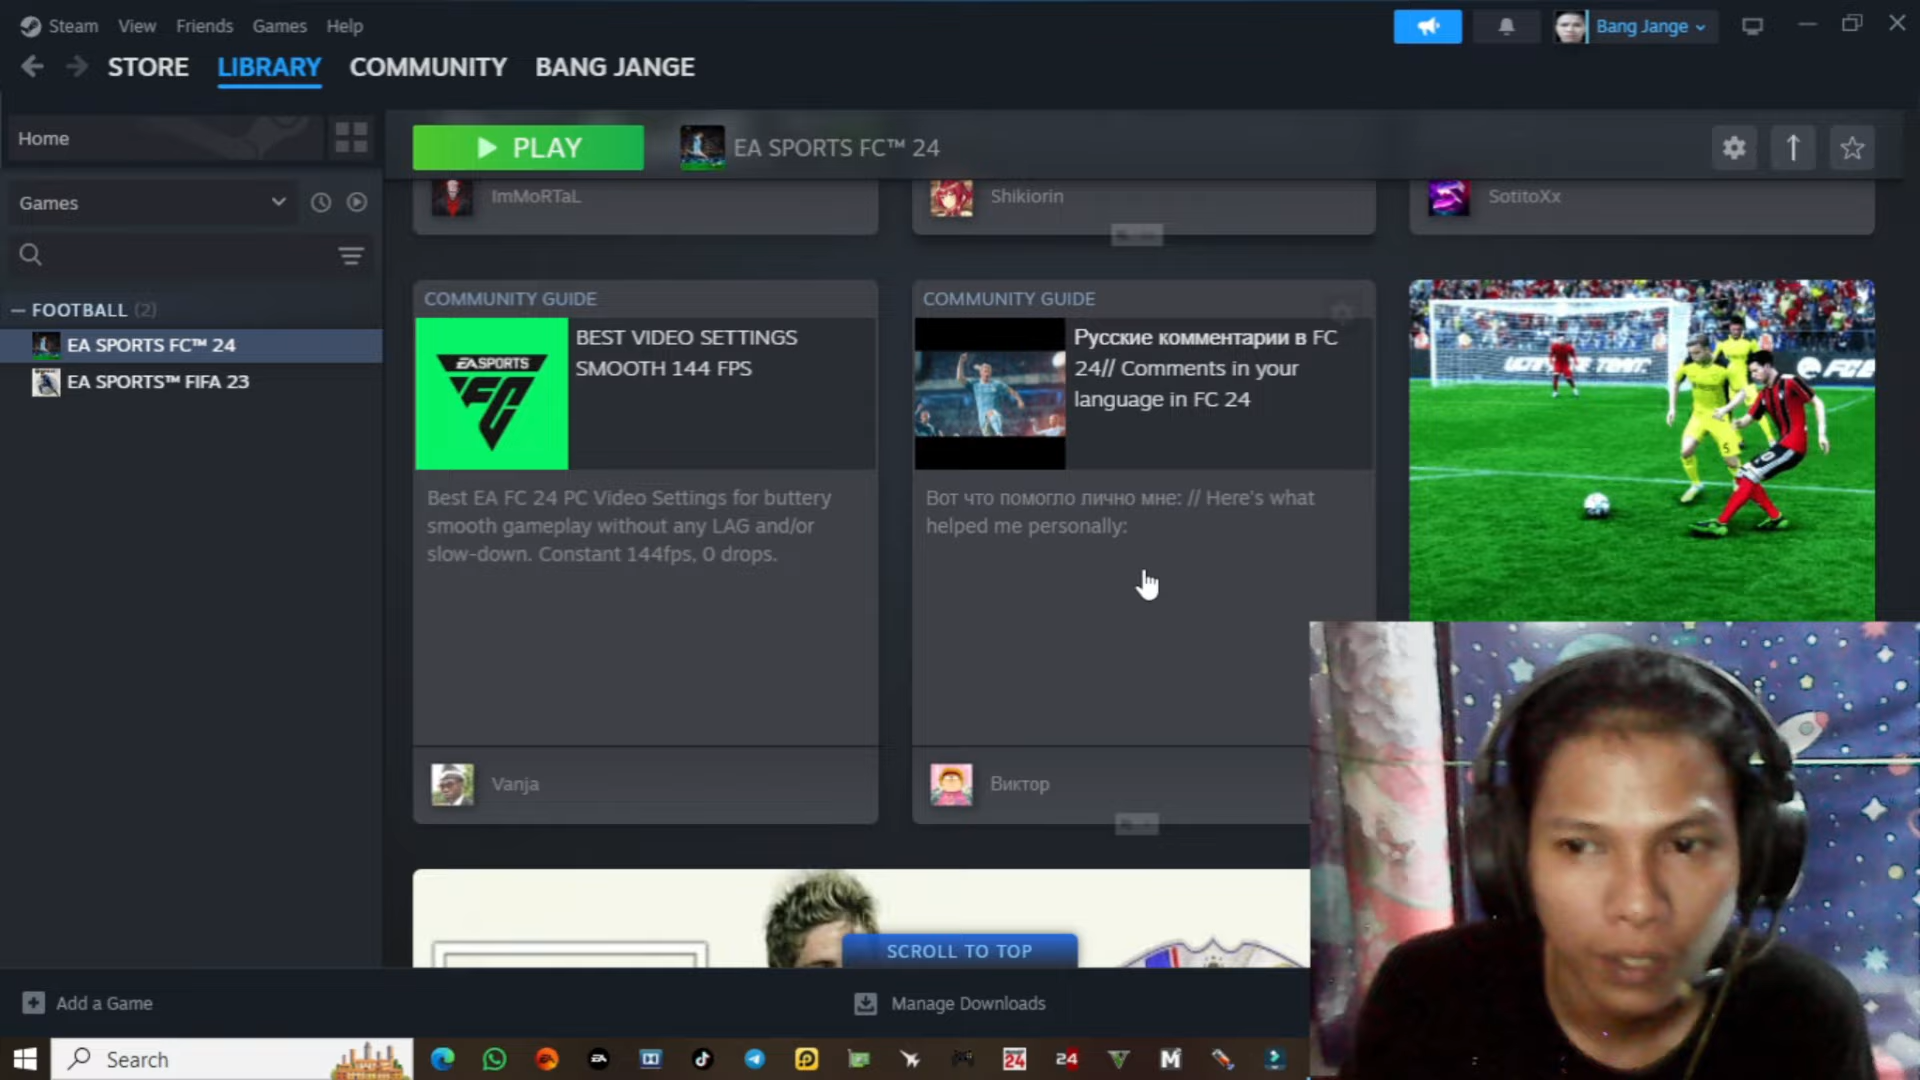 Steam View Friends Games Help
Bang Jange
STORE LIBRARY COMMUNITY BANG JANGE
Home
PLAY
EA SPORTS FC™ 24
Games
ImMoRTaL
Shikiorin
SotitoXx
FOOTBALL (2)
EA SPORTS FC™ 24
EA SPORTS™ FIFA 23
COMMUNITY GUIDE
EA SPORTS
FC
BEST VIDEO SETTINGS
SMOOTH 144 FPS
Best EA FC 24 PC Video Settings for buttery
smooth gameplay without any LAG and/or
slow-down. Constant 144fps, 0 drops.
Vanja
COMMUNITY GUIDE
Русские комментарии в FC
24// Comments in your
language in FC 24
Вот что помогло лично мне: // Here's what
helped me personally:
Виктор
SCROLL TO TOP
Add a Game
Manage Downloads
Search